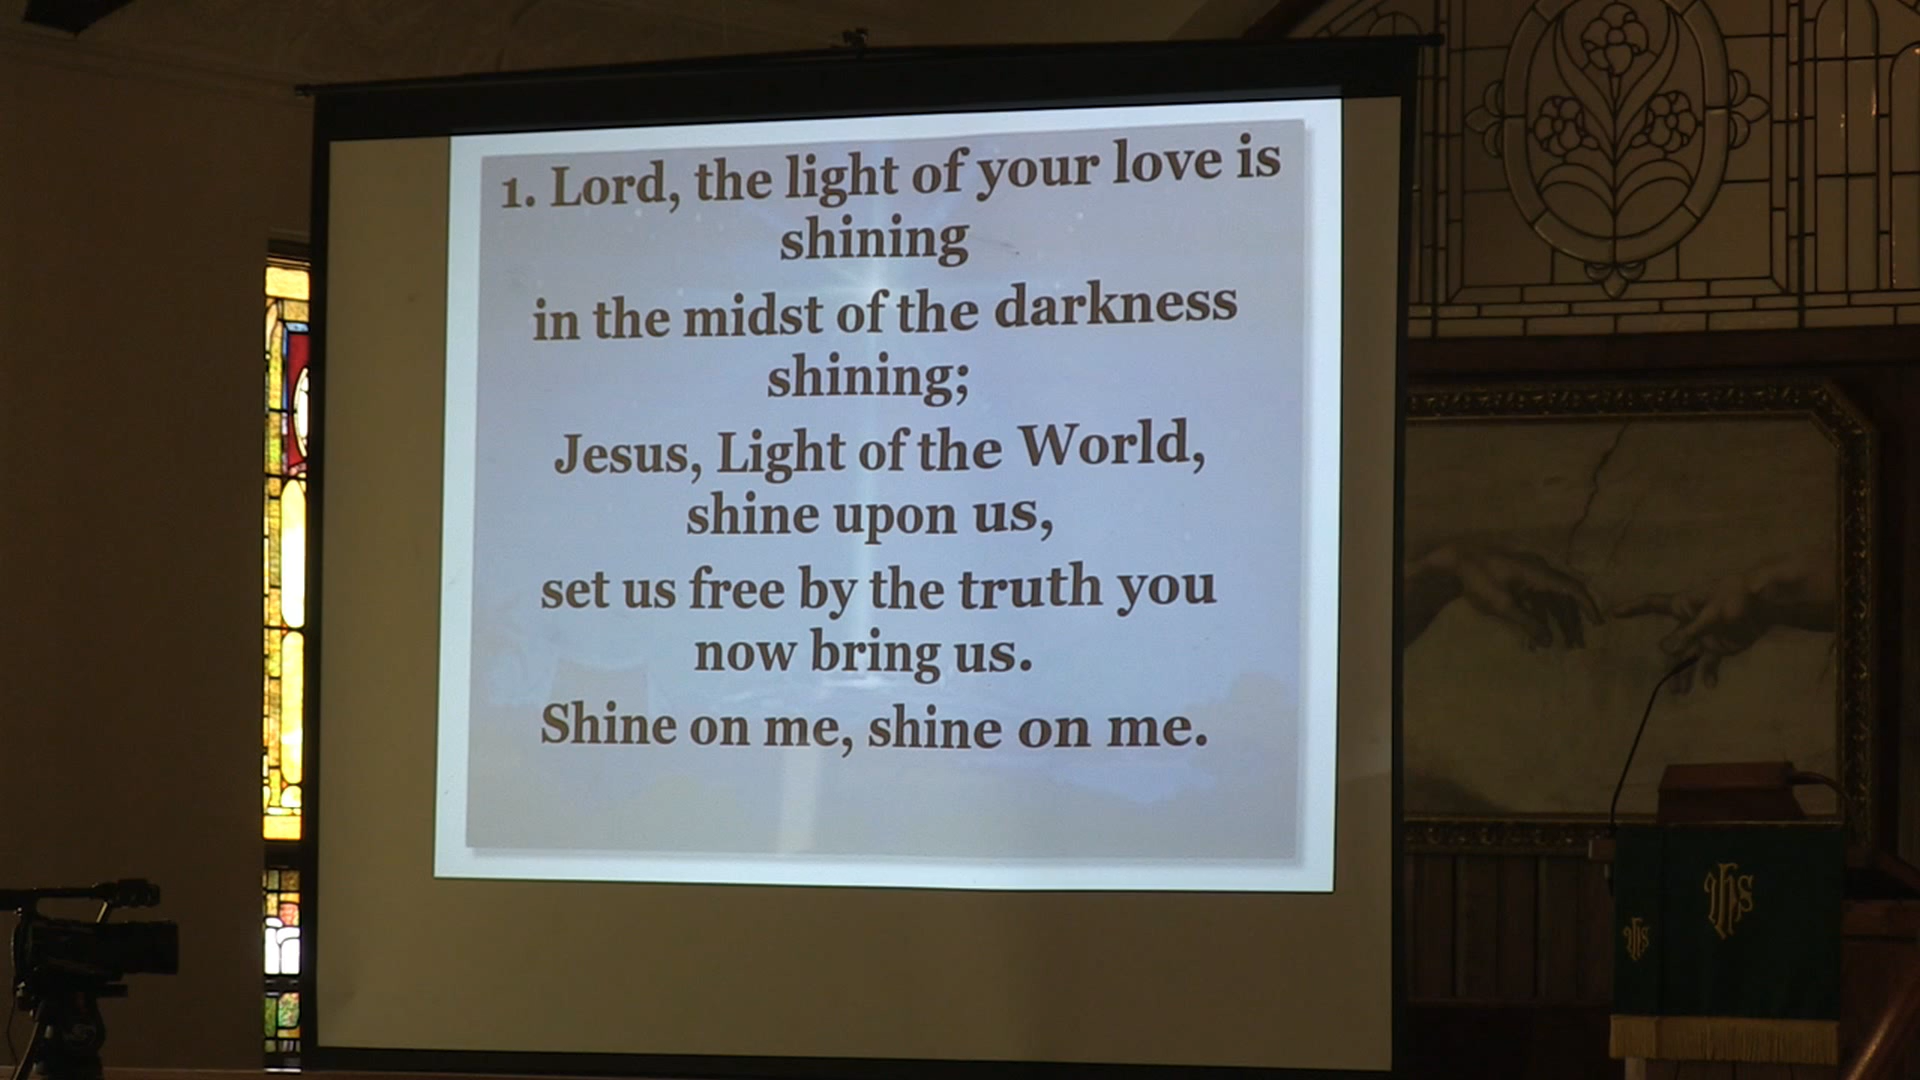 1. Lord, the light of your love is
shining
in the midst of the darkness
shining;
Jesus, Light of the World,
shine upon us,
set us free by the truth you
now bring us.
Shine on me, shine on me.
IHS
IHS